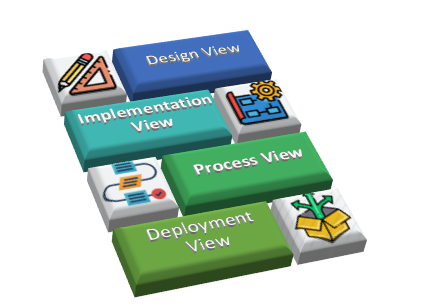 Design View
Implementation
View
Process View
Deployment
View